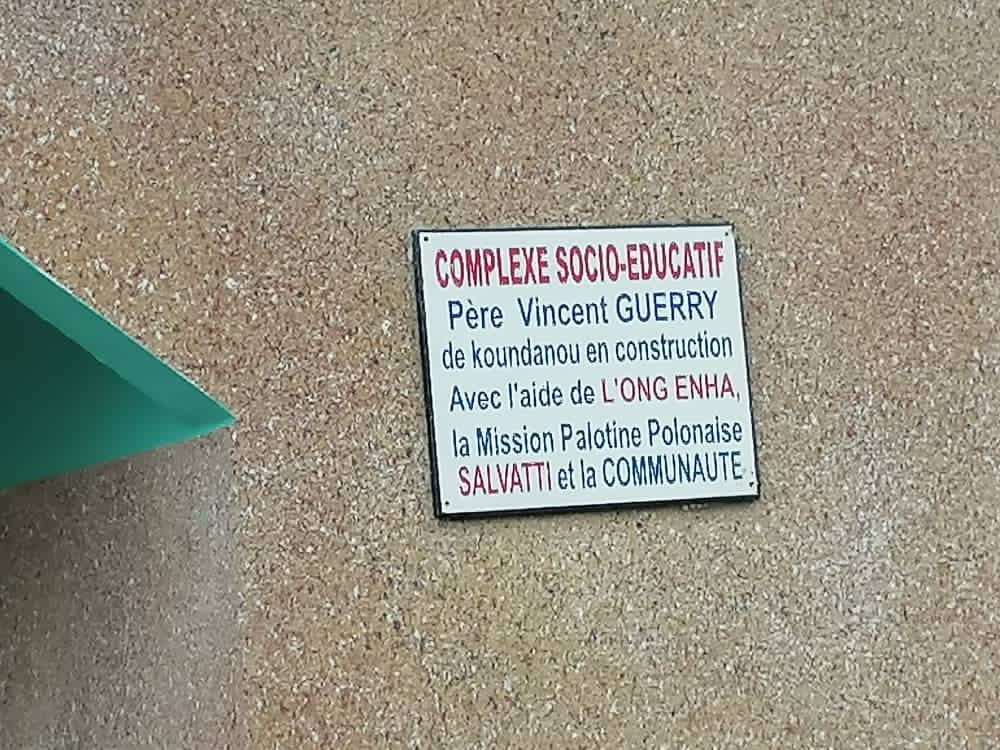 COMPLEXE SOCIO-EDUCATIF
Père Vincent GUERRY
de koundanou en construction
Avec l'aide de L'ONG ENHA,
la Mission Palotine Polonaise
SALVATTI et la COMMUNAUTE.